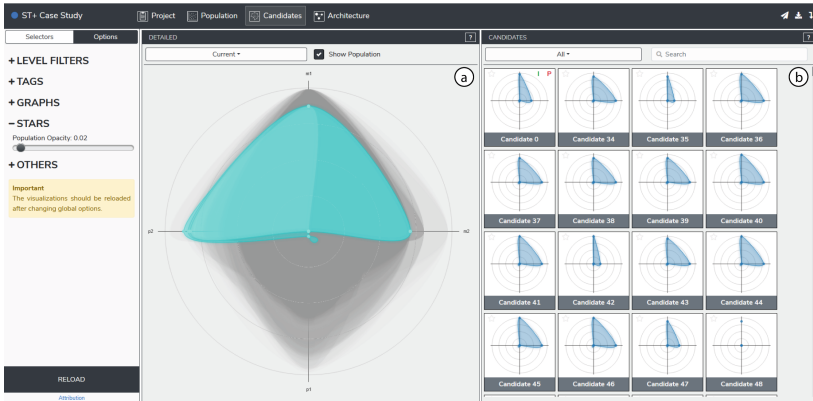 ST+ Case Study
Project
Population
Candidates
Architecture
Selectors
Options
+ LEVEL FILTERS
+ TAGS
+ GRAPHS
− STARS
Population Opacity: 0.02
+ OTHERS
Important
The visualizations should be reloaded
after changing global options.
RELOAD
Attribution
DETAILED
?
Current
Show Population
a
m1
p2
m2
p1
CANDIDATES
?
All
Search
b
I P
Candidate 0
Candidate 34
Candidate 35
Candidate 36
Candidate 37
Candidate 38
Candidate 39
Candidate 40
Candidate 41
Candidate 42
Candidate 43
Candidate 44
Candidate 45
Candidate 46
Candidate 47
Candidate 48